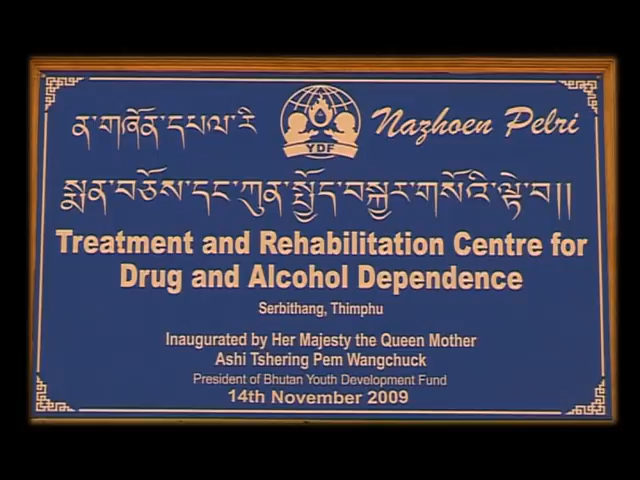 ན་གཞོན་དཔལ་རི
YDF
Nazhoen Pelri
སྨན་བཅོས་དང་ཀུན་སྤྱོད་བསྐྱར་གསོའི་ལྟེ་བ།།
Treatment and Rehabilitation Centre for
Drug and Alcohol Dependence
Serbithang, Thimphu
Inaugurated by Her Majesty the Queen Mother
Ashi Tshering Pem Wangchuck
President of Bhutan Youth Development Fund
14th November 2009